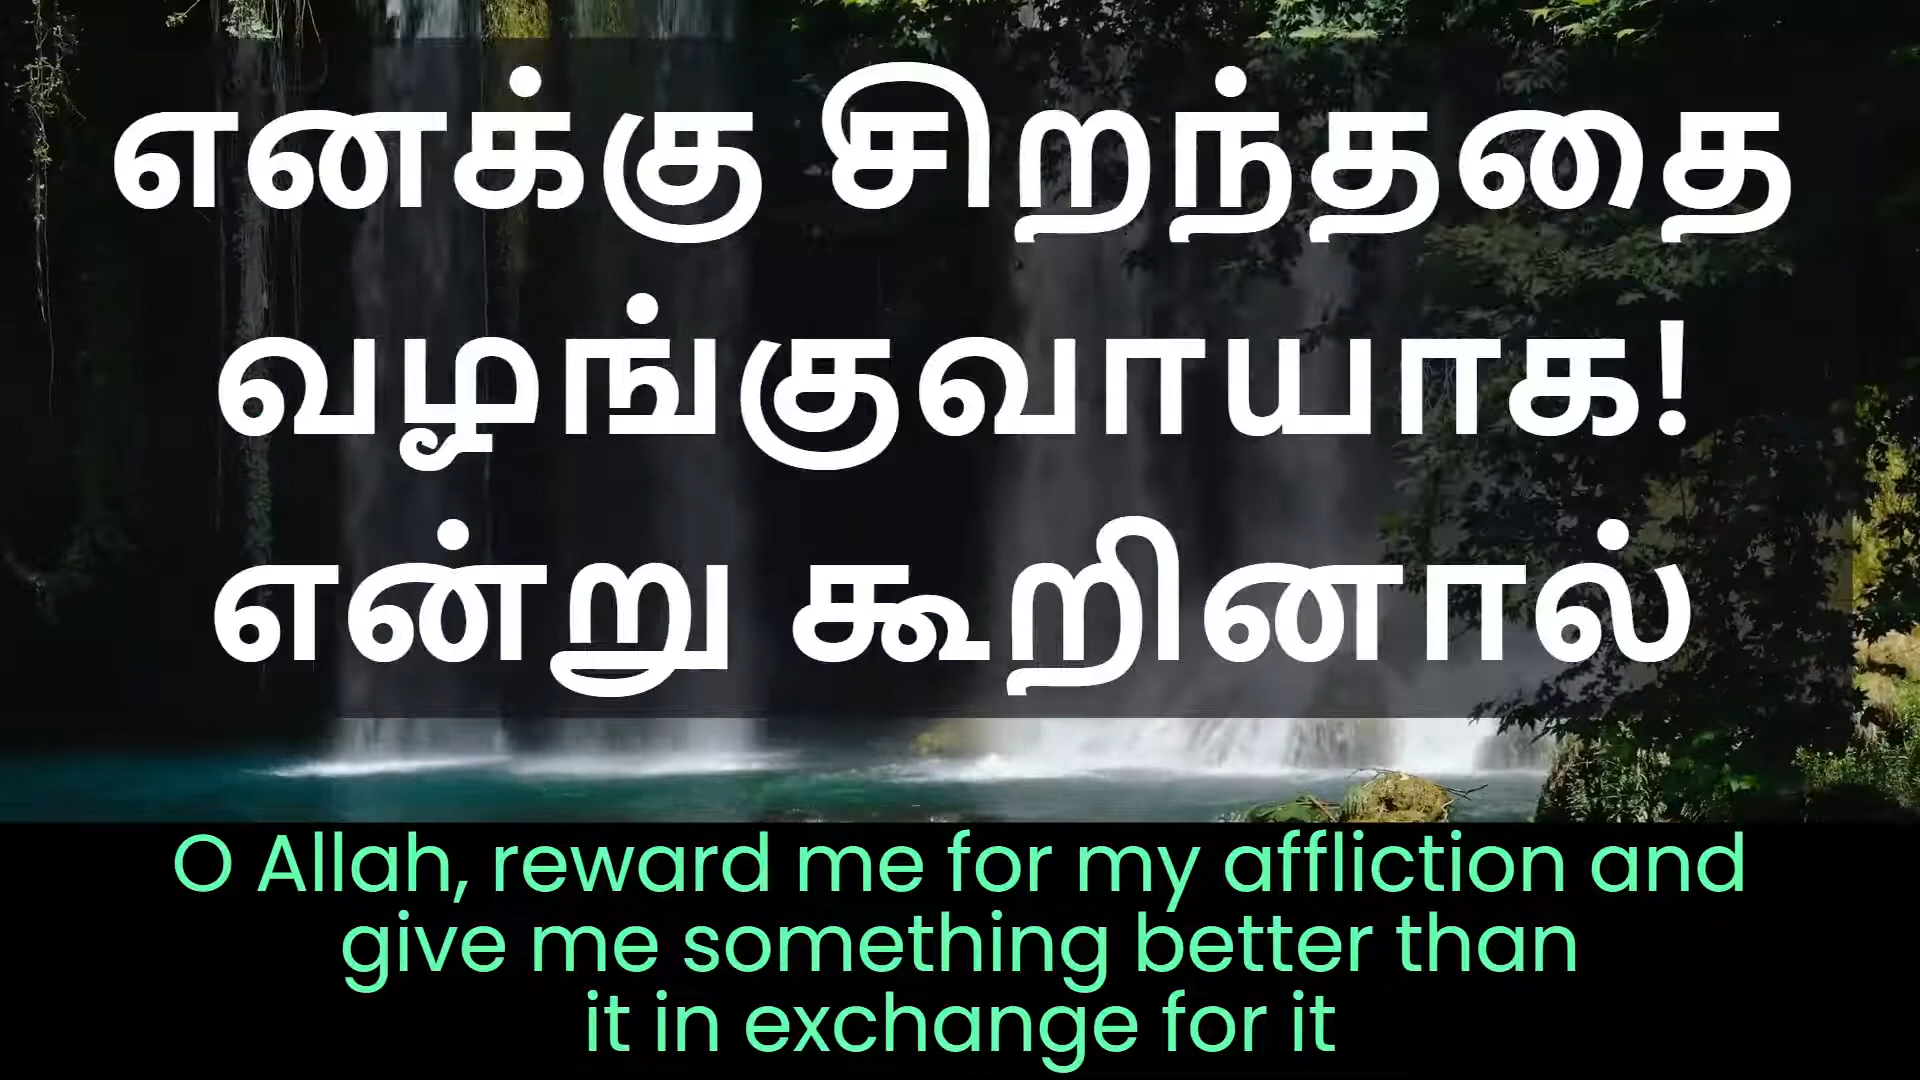 எனக்கு சிறந்ததை
வழங்குவாயாக!
என்று கூறினால்
O Allah, reward me for my affliction and
give me something better than
it in exchange for it